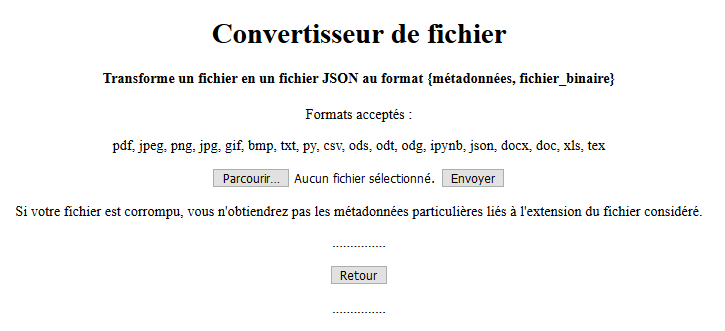 Convertisseur de fichier
Transforme un fichier en un fichier JSON au format {métadonnées, fichier_binaire}
Formats acceptés :
pdf, jpeg, png, jpg, gif, bmp, txt, py, csv, ods, odt, odg, ipynb, json, docx, doc, xls, tex
Parcourir... Aucun fichier sélectionné. Envoyer
Si votre fichier est corrompu, vous n'obtiendrez pas les métadonnées particulières liés à l'extension du fichier considéré.
...............
Retour
...............